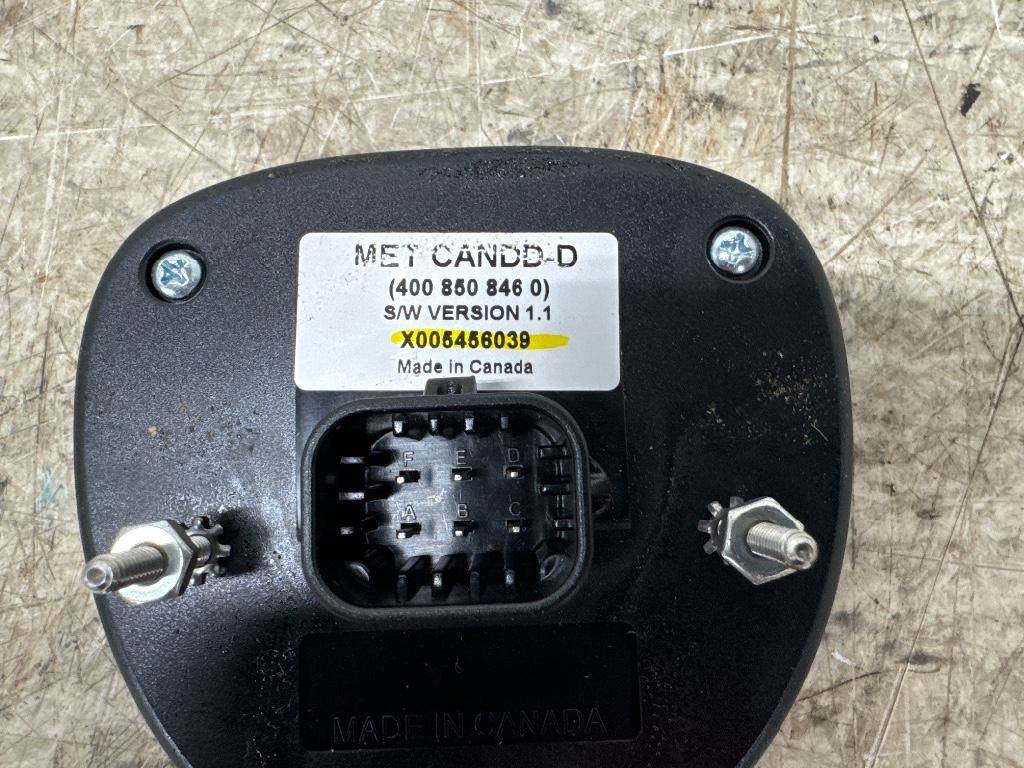 MET CANDD-D
(400 850 846 0)
S/W VERSION 1.1
X005456039
Made in Canada
F E D
A B C
MADE IN CANADA